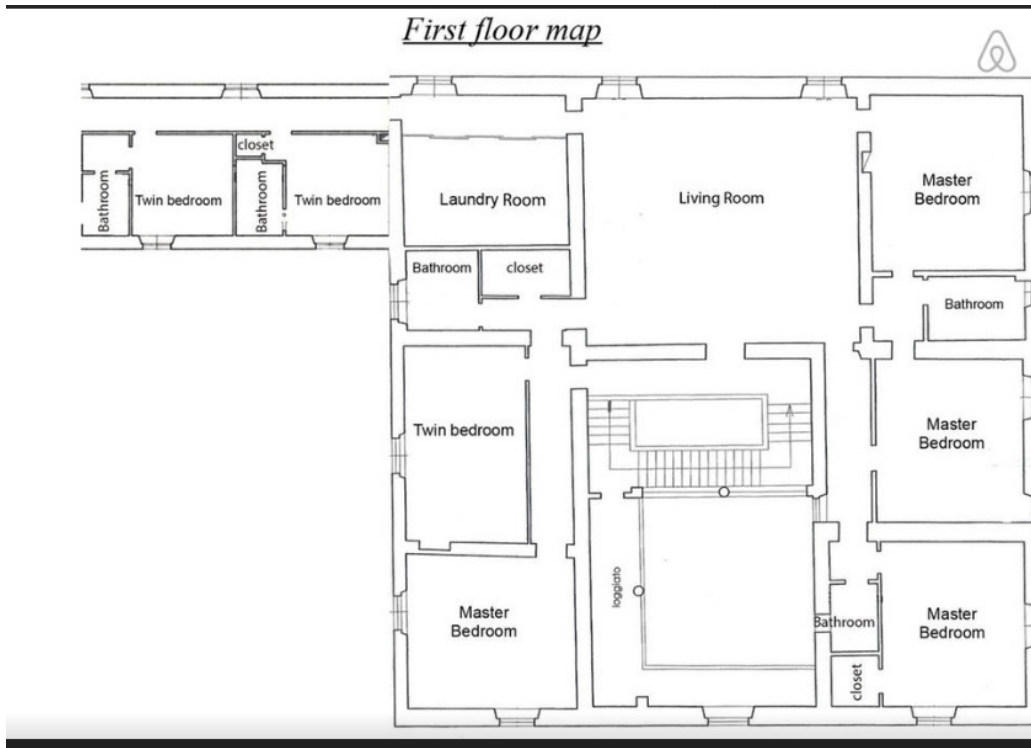 First floor map
closet
Bathroom
Twin bedroom
Bathroom
Twin bedroom
Laundry Room
Living Room
Master
Bedroom
Bathroom
closet
Bathroom
Twin bedroom
Master
Bedroom
loggiato
Master
Bedroom
Bathroom
Master
Bedroom
closet